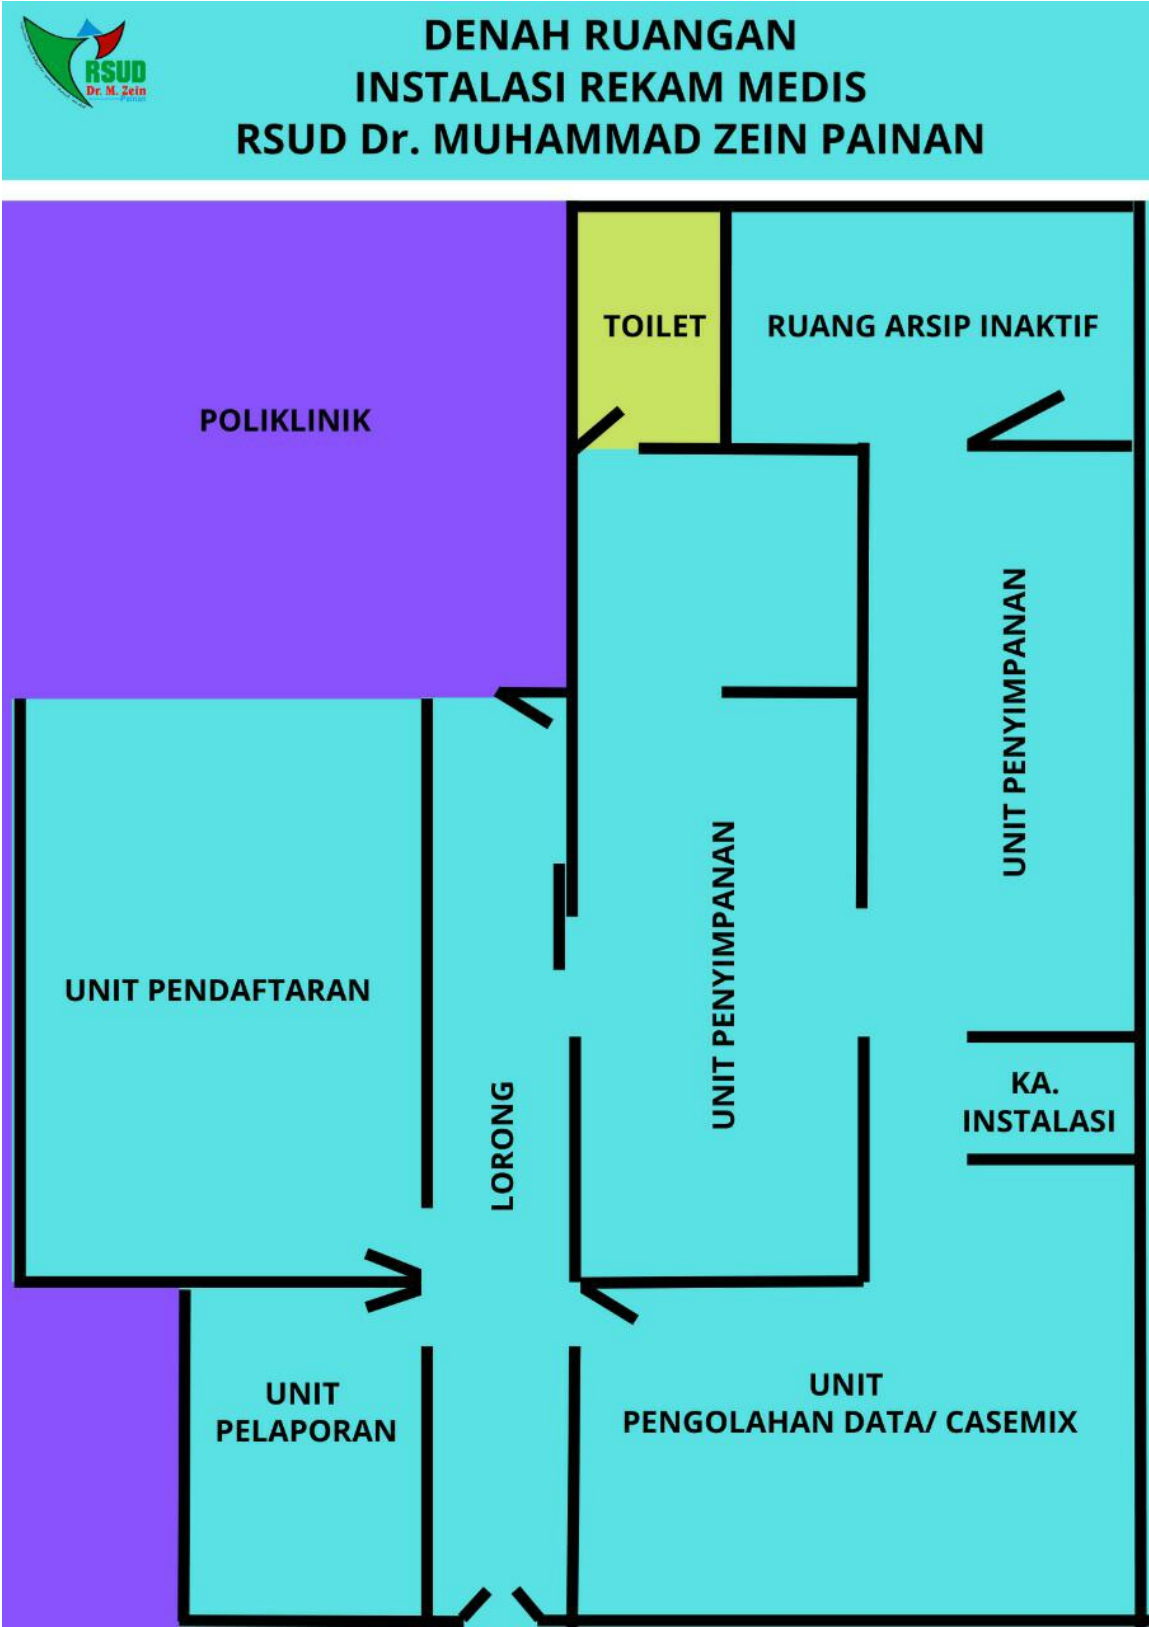 RSUD
Dr. M. Zein
Painan
DENAH RUANGAN
INSTALASI REKAM MEDIS
RSUD Dr. MUHAMMAD ZEIN PAINAN
TOILET
RUANG ARSIP INAKTIF
POLIKLINIK
UNIT PENYIMPANAN
UNIT PENYIMPANAN
UNIT PENDAFTARAN
LORONG
KA.
INSTALASI
UNIT
PELAPORAN
UNIT
PENGOLAHAN DATA/ CASEMIX